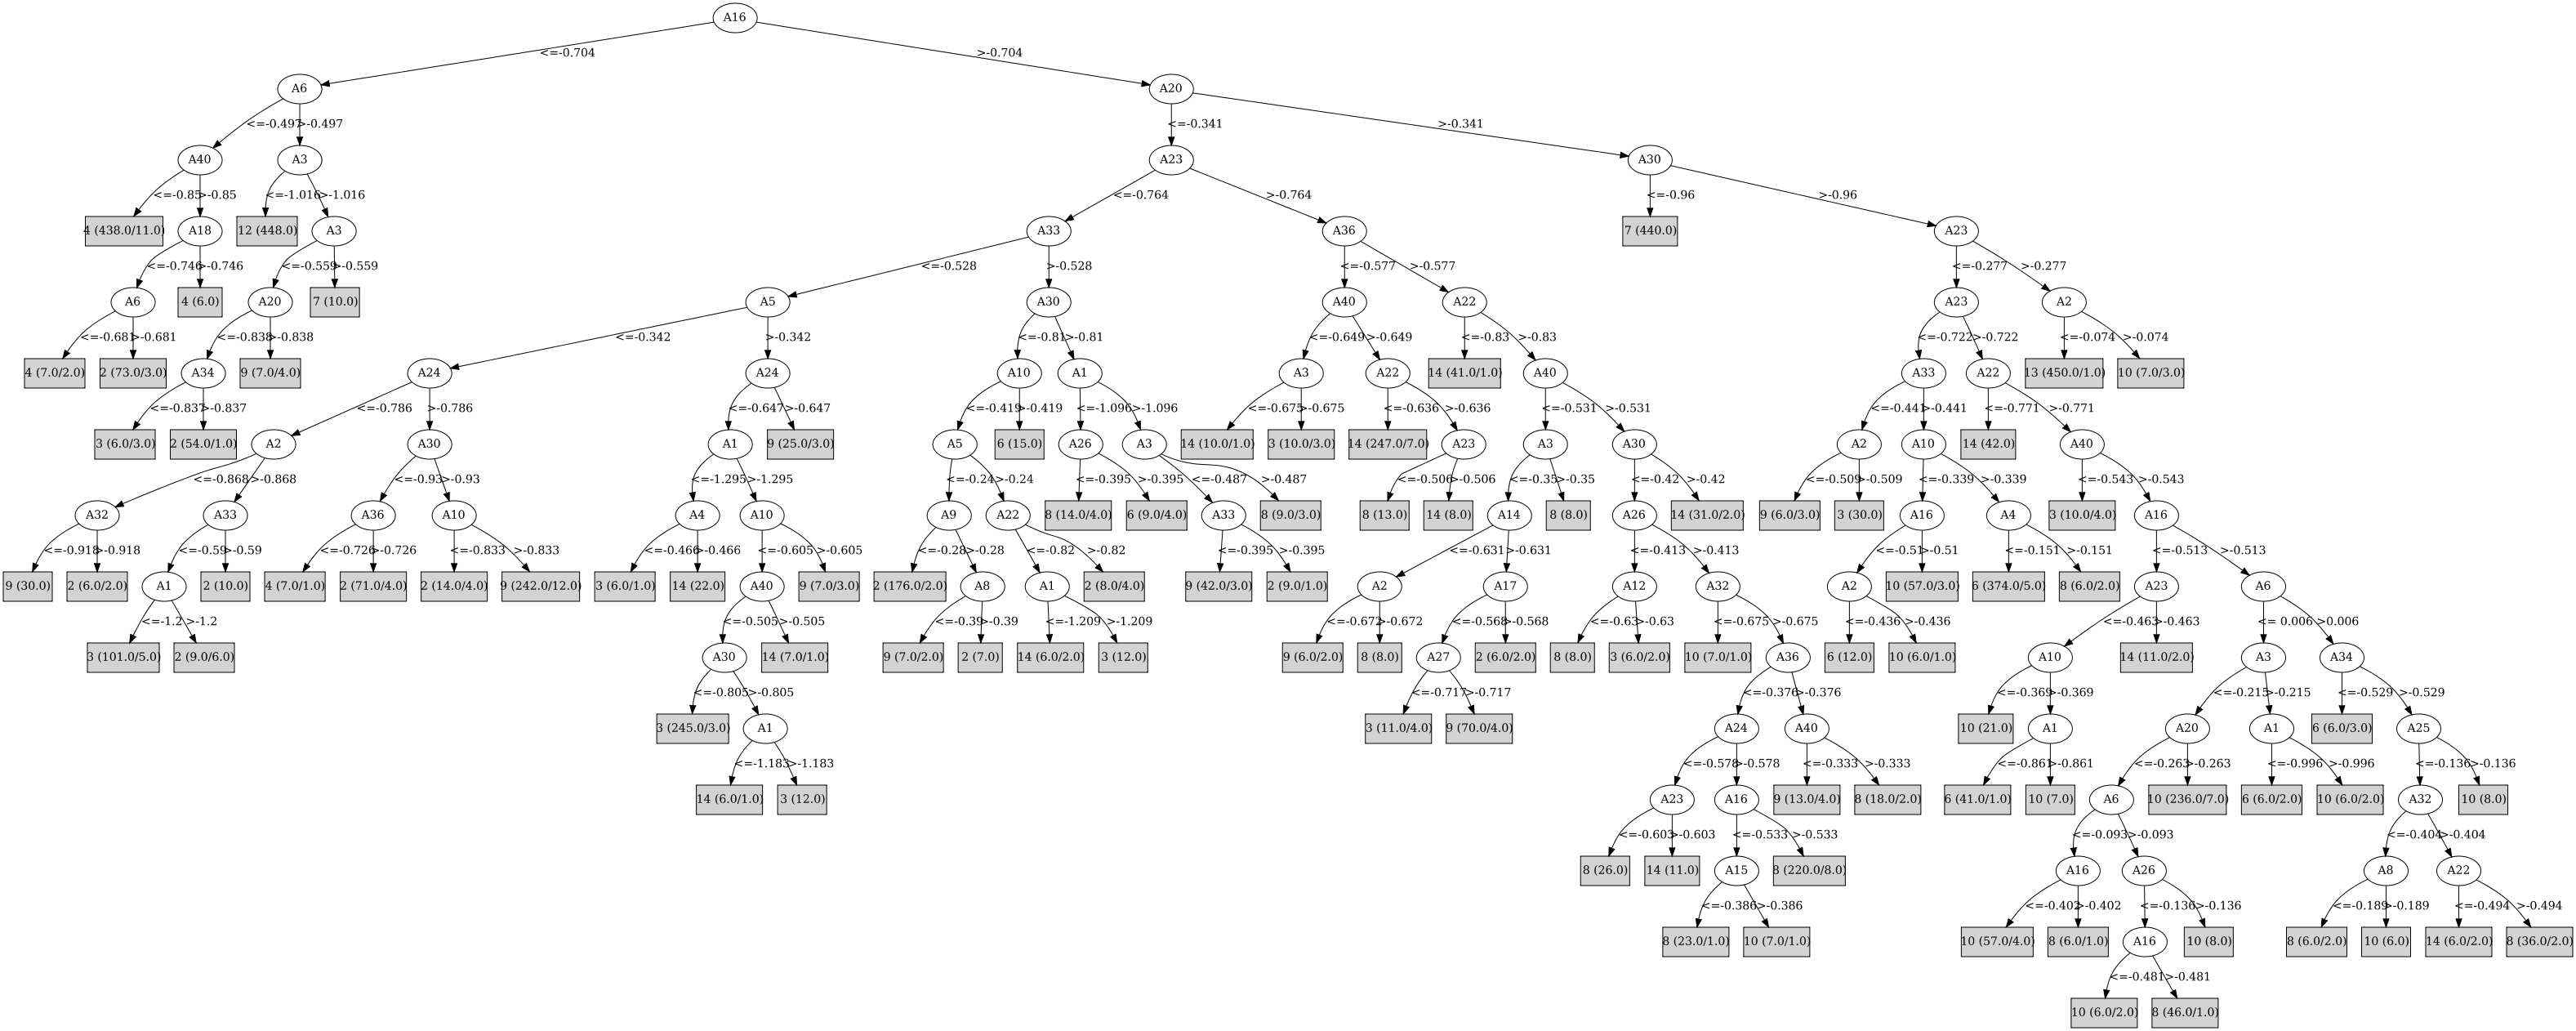 A16
<=-0.704 >-0.704
A6 A20
<=-0.497 >-0.497 <=-0.341 >-0.341
A40 A3 A23 A30
<=-0.85 >-0.85 <=-1.016 >-1.016 <=-0.764 >-0.764 <=-0.96 >-0.96
4 (438.0/11.0) A18 12 (448.0) A3 A33 A36 7 (440.0) A23
<=-0.746 >-0.746 <=-0.559 >-0.559 <=-0.528 >-0.528 <=-0.577 >-0.577 <=-0.277 >-0.277
A6 4 (6.0) A20 7 (10.0) A5 A30 A40 A22 A23 A2
<=-0.681 >-0.681 <=-0.838 >-0.838 <=-0.342 >-0.342 <=-0.81 >-0.81 <=-0.649 >-0.649 <=-0.83 >-0.83 <=-0.722 >-0.722 <=-0.074 >-0.074
4 (7.0/2.0) 2 (73.0/3.0) A34 9 (7.0/4.0) A24 A24 A10 A1 A3 A22 14 (41.0/1.0) A40 A33 A22 13 (450.0/1.0) 10 (7.0/3.0)
<=-0.837 >-0.837 <=-0.786 >-0.786 <=-0.647 >-0.647 <=-0.419 >-0.419 <=-1.096 >-1.096 <=-0.675 >-0.675 <=-0.636 >-0.636 <=-0.531 >-0.531 <=-0.441 >-0.441 <=-0.771 >-0.771
3 (6.0/3.0) 2 (54.0/1.0) A2 A30 A1 9 (25.0/3.0) A5 6 (15.0) A26 A3 14 (10.0/1.0) 3 (10.0/3.0) 14 (247.0/7.0) A23 A3 A30 A2 A10 14 (42.0) A40
<=-0.868 >-0.868 <=-0.93 >-0.93 <=-1.295 >-1.295 <=-0.24 >-0.24 <=-0.395 >-0.395 <=-0.487 >-0.487 <=-0.506 >-0.506 <=-0.35 >-0.35 <=-0.42 >-0.42 <=-0.509 >-0.509 <=-0.339 >-0.339 <=-0.543 >-0.543
A32 A33 A36 A10 A4 A10 A9 A22 8 (14.0/4.0) 6 (9.0/4.0) A33 8 (9.0/3.0) 8 (13.0) 14 (8.0) A14 8 (8.0) A26 14 (31.0/2.0) 9 (6.0/3.0) 3 (30.0) A16 A4 3 (10.0/4.0) A16
<=-0.918 >-0.918 <=-0.59 >-0.59 <=-0.726 >-0.726 <=-0.833 >-0.833 <=-0.466 >-0.466 <=-0.605 >-0.605 <=-0.28 >-0.28 <=-0.82 >-0.82 <=-0.395 >-0.395 <=-0.631 >-0.631 <=-0.413 >-0.413 <=-0.51 >-0.51 <=-0.151 >-0.151 <=-0.513 >-0.513
9 (30.0) 2 (6.0/2.0) A1 2 (10.0) 4 (7.0/1.0) 2 (71.0/4.0) 2 (14.0/4.0) 9 (242.0/12.0) 3 (6.0/1.0) 14 (22.0) A40 9 (7.0/3.0) 2 (176.0/2.0) A8 A1 2 (8.0/4.0) 9 (42.0/3.0) 2 (9.0/1.0) A2 A17 A12 A32 A2 10 (57.0/3.0) 6 (374.0/5.0) 8 (6.0/2.0) A23 A6
<=-1.2 >-1.2 <=-0.505 >-0.505 <=-0.39 >-0.39 <=-1.209 >-1.209 <=-0.672 >-0.672 <=-0.568 >-0.568 <=-0.63 >-0.63 <=-0.675 >-0.675 <=-0.436 >-0.436 <=-0.463 >-0.463 <= 0.006 >0.006
3 (101.0/5.0) 2 (9.0/6.0) A30 14 (7.0/1.0) 9 (7.0/2.0) 2 (7.0) 14 (6.0/2.0) 3 (12.0) 9 (6.0/2.0) 8 (8.0) A27 2 (6.0/2.0) 8 (8.0) 3 (6.0/2.0) 10 (7.0/1.0) A36 6 (12.0) 10 (6.0/1.0) A10 14 (11.0/2.0) A3 A34
<=-0.805 >-0.805 <=-0.717 >-0.717 <=-0.376 >-0.376 <=-0.369 >-0.369 <=-0.215 >-0.215 <=-0.529 >-0.529
3 (245.0/3.0) A1 3 (11.0/4.0) 9 (70.0/4.0) A24 A40 10 (21.0) A1 A20 A1 6 (6.0/3.0) A25
<=-1.183 >-1.183 <=-0.578 >-0.578 <=-0.333 >-0.333 <=-0.861 >-0.861 <=-0.263 >-0.263 <=-0.996 >-0.996 <=-0.136 >-0.136
14 (6.0/1.0) 3 (12.0) A23 A16 9 (13.0/4.0) 8 (18.0/2.0) 6 (41.0/1.0) 10 (7.0) A6 10 (236.0/7.0) 6 (6.0/2.0) 10 (6.0/2.0) A32 10 (8.0)
<=-0.603 >-0.603 <=-0.533 >-0.533 <=-0.093 >-0.093 <=-0.404 >-0.404
8 (26.0) 14 (11.0) A15 8 (220.0/8.0) A16 A26 A8 A22
<=-0.386 >-0.386 <=-0.402 >-0.402 <=-0.136 >-0.136 <=-0.189 >-0.189 <=-0.494 >-0.494
8 (23.0/1.0) 10 (7.0/1.0) 10 (57.0/4.0) 8 (6.0/1.0) A16 10 (8.0) 8 (6.0/2.0) 10 (6.0) 14 (6.0/2.0) 8 (36.0/2.0)
<=-0.481 >-0.481
10 (6.0/2.0) 8 (46.0/1.0)